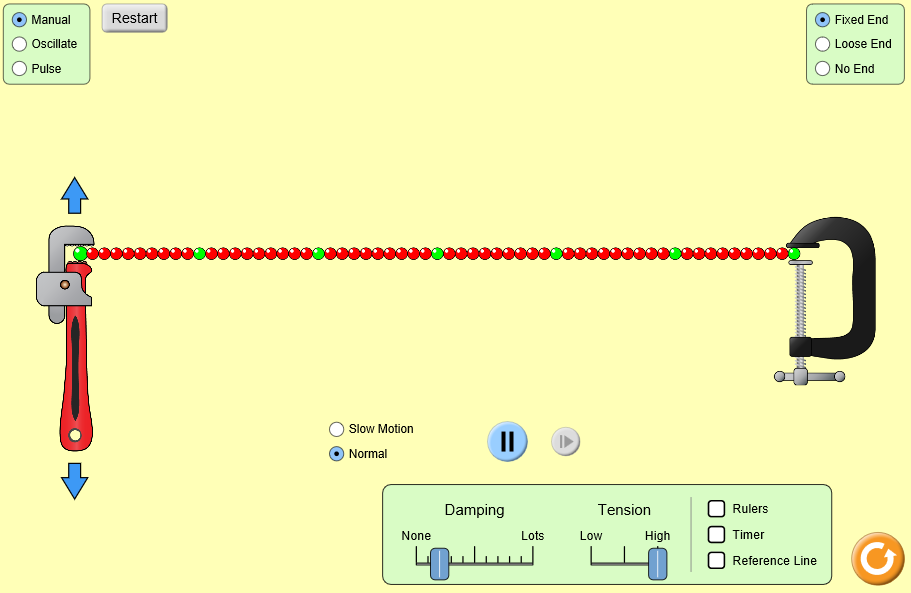 Manual
Oscillate
Pulse
Restart
Fixed End
Loose End
No End
Slow Motion
Normal
Damping
None
Lots
Tension
Low
High
Rulers
Timer
Reference Line